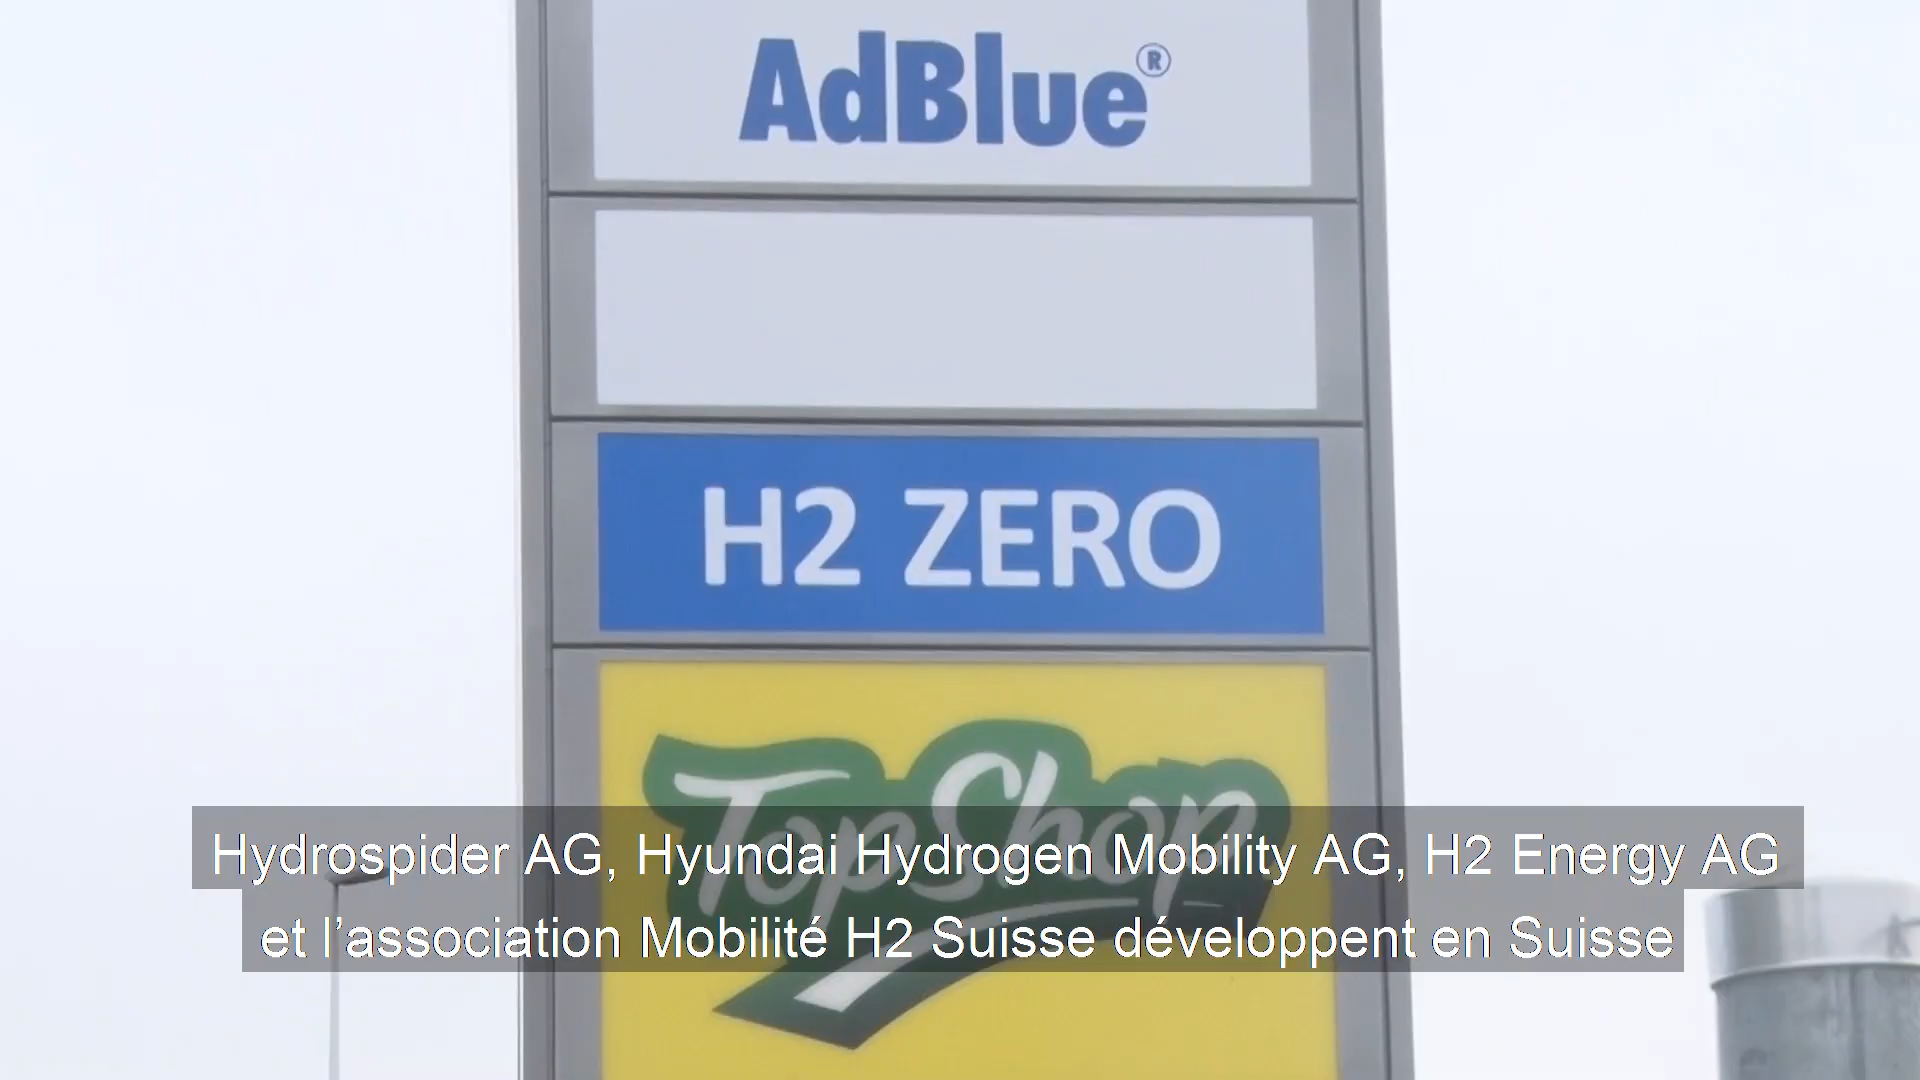 AdBlue®
H2 ZERO
TopShop
Hydrospider AG, Hyundai Hydrogen Mobility AG, H2 Energy AG
et l’association Mobilité H2 Suisse développent en Suisse